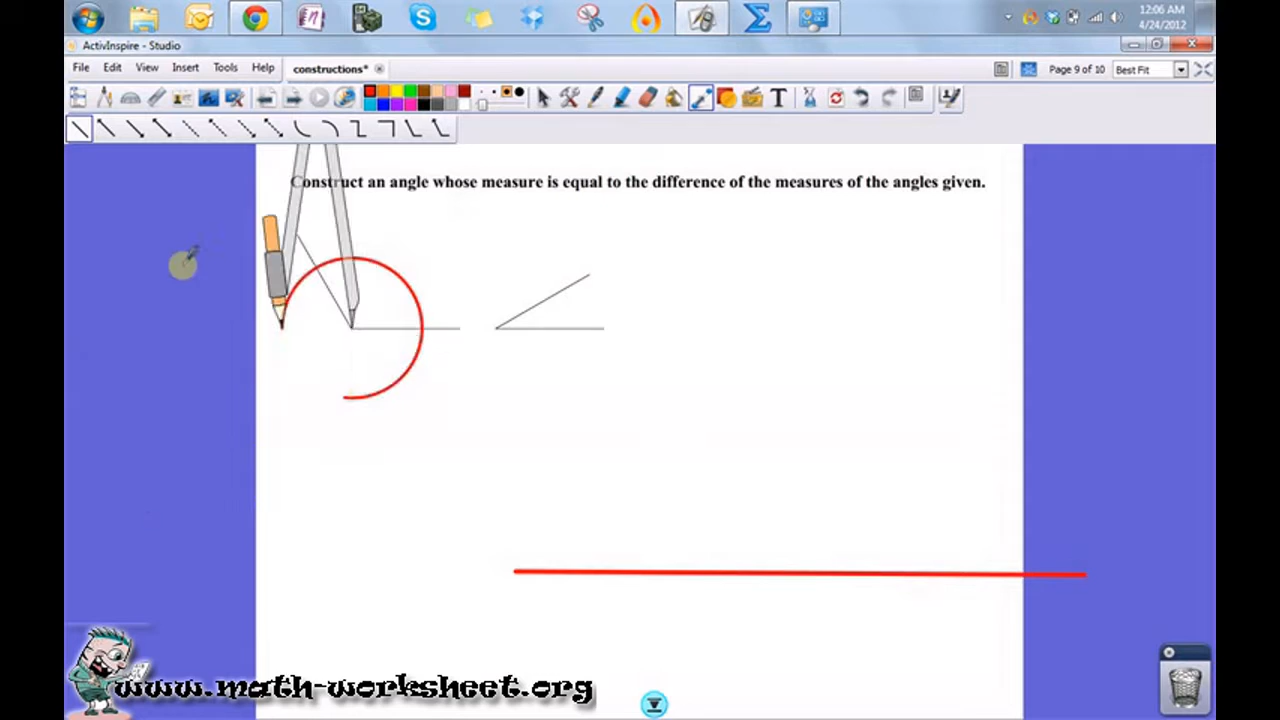 12:06 AM
4/24/2012
ActivInspire - Studio
File Edit View Insert Tools Help constructions* Page 9 of 10 Best Fit
Construct an angle whose measure is equal to the difference of the measures of the angles given.
www.math-worksheet.org